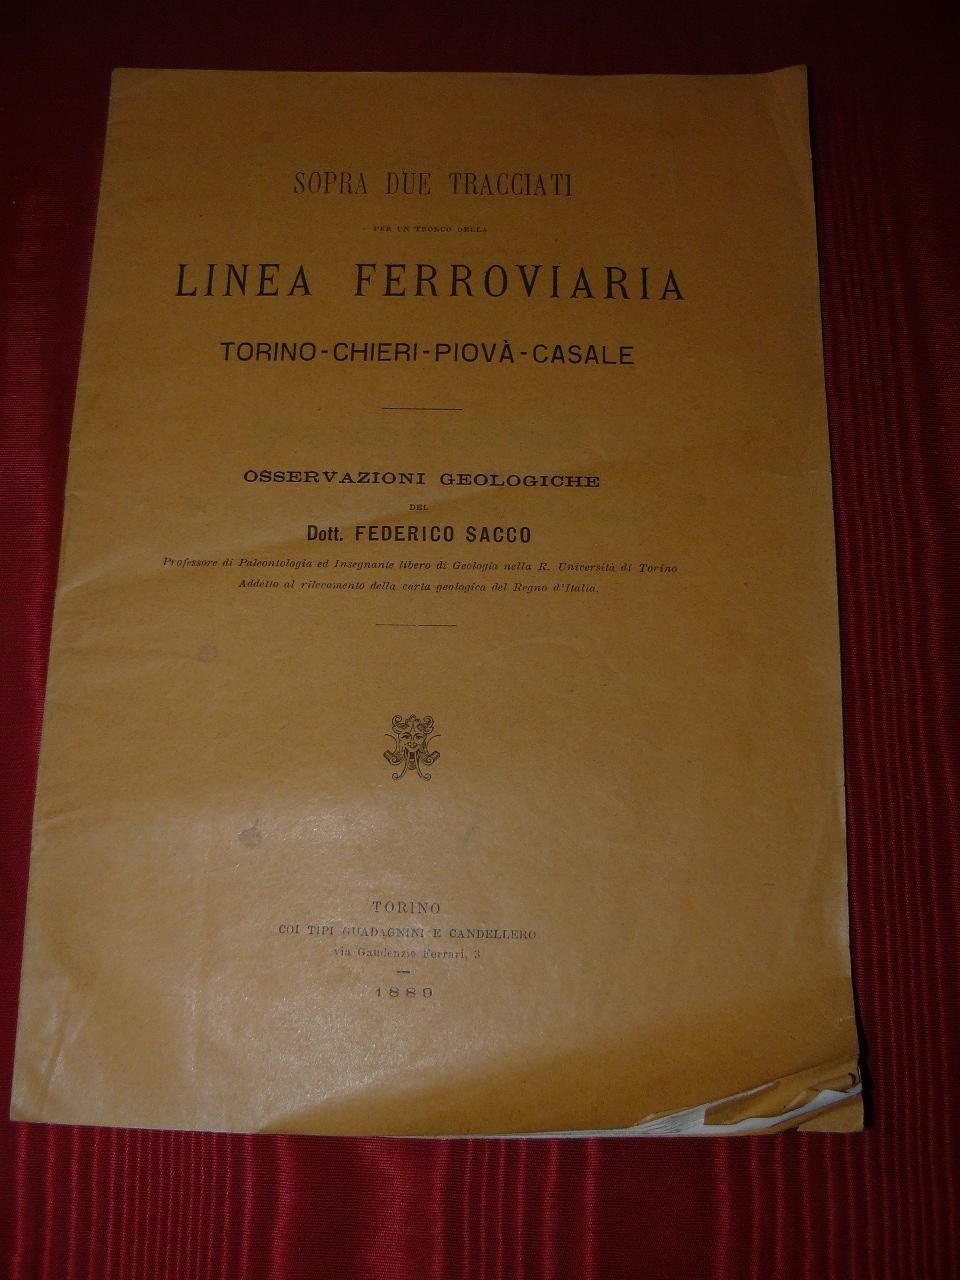 SOPRA DUE TRACCIATI
PER UN TRONCO DELLA
LINEA FERROVIARIA
TORINO-CHIERI-PIOVÀ-CASALE
OSSERVAZIONI GEOLOGICHE
DEL
Dott. FEDERICO SACCO
Professore di Paleontologia ed Insegnante libero di Geologia nella R. Università di Torino
Addetto al rilevamento della carta geologica del Regno d'Italia.
TORINO
COI TIPI GUADAGNINI E CANDELLERO
via Gaudenzio Ferrari, 3
1889